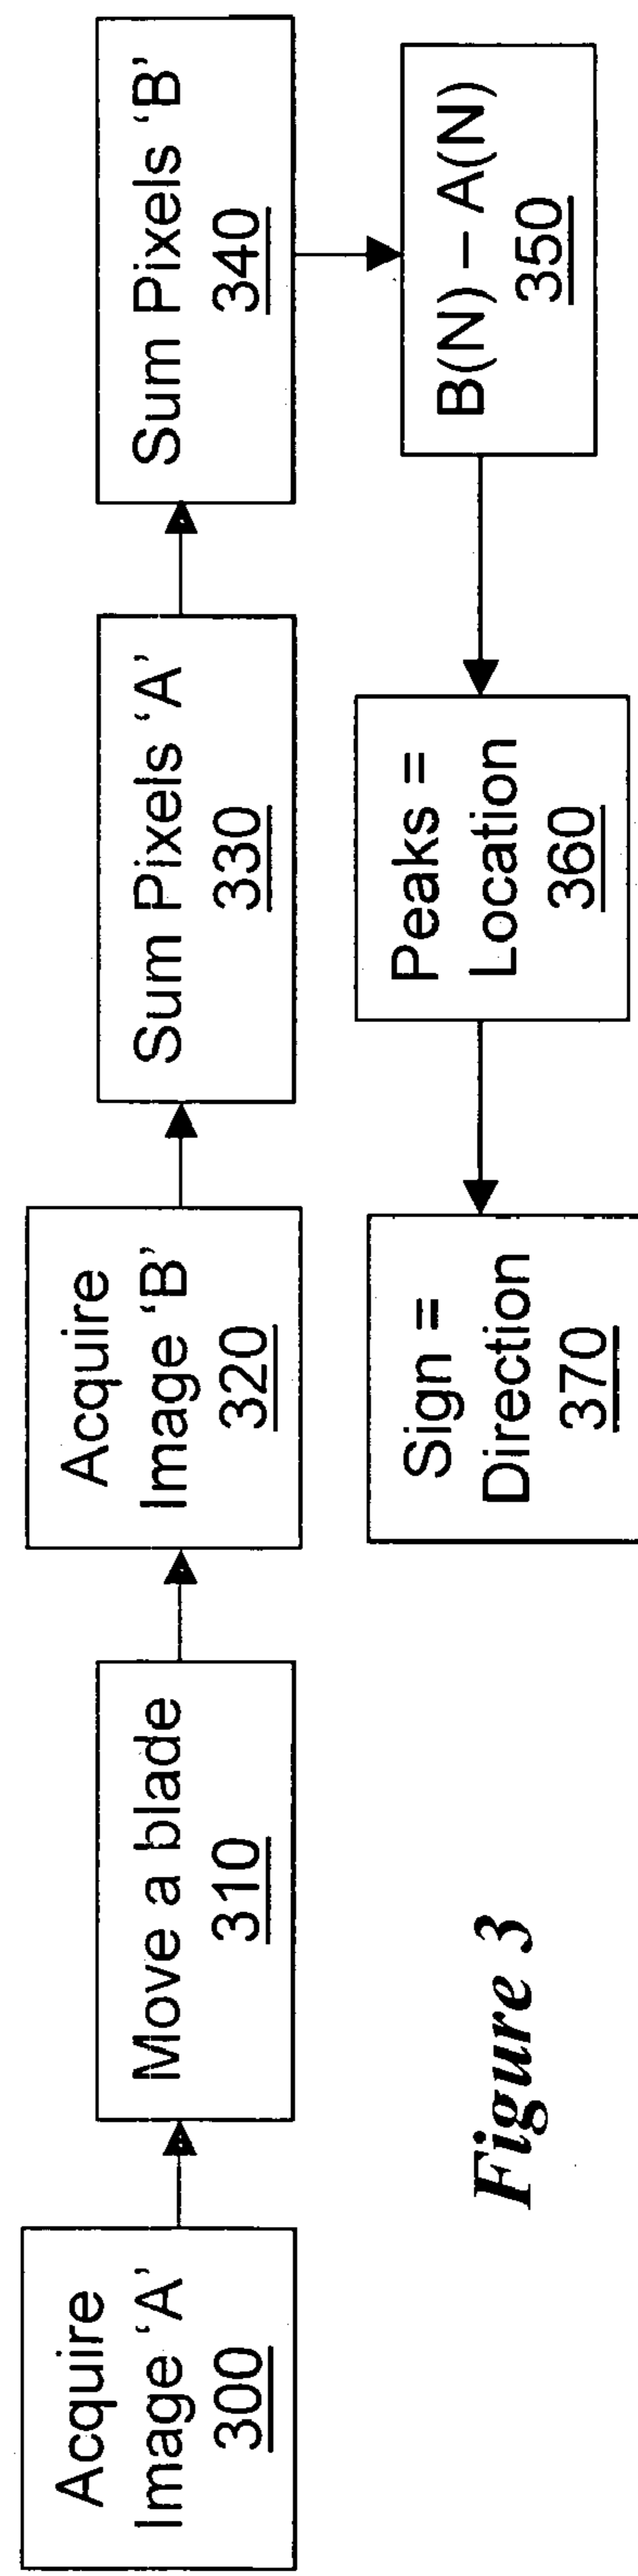 Acquire
Image ‘A’
300
Move a blade
310
Acquire
Image ‘B’
320
Sum Pixels ‘A’
330
Sum Pixels ‘B’
340
B(N) – A(N)
350
Peaks =
Location
360
Sign =
Direction
370
Figure 3